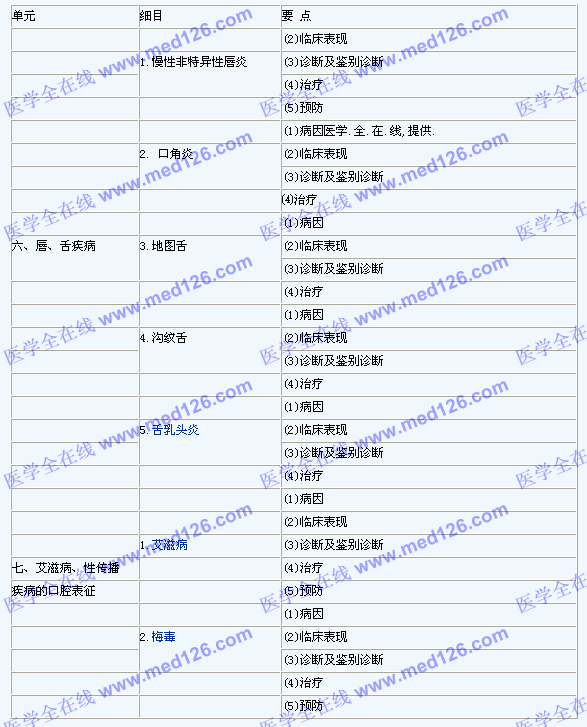 单元 细目 要 点
(2)临床表现
1.慢性非特异性唇炎 (3)诊断及鉴别诊断
(4)治疗
(5)预防
(1)病因医学.全.在.线,提供.
2. 口角炎 (2)临床表现
(3)诊断及鉴别诊断
(4)治疗
(1)病因
六、唇、舌疾病 3.地图舌 (2)临床表现
(3)诊断及鉴别诊断
(4)治疗
(1)病因
4.沟纹舌 (2)临床表现
(3)诊断及鉴别诊断
(4)治疗
(1)病因
5.舌乳头炎 (2)临床表现
(3)诊断及鉴别诊断
(4)治疗
(1)病因
(2)临床表现
1.艾滋病 (3)诊断及鉴别诊断
七、艾滋病、性传播 (4)治疗
疾病的口腔表征 (5)预防
(1)病因
2.梅毒 (2)临床表现
(3)诊断及鉴别诊断
(4)治疗
(5)预防
医学全在线 www.med126.com